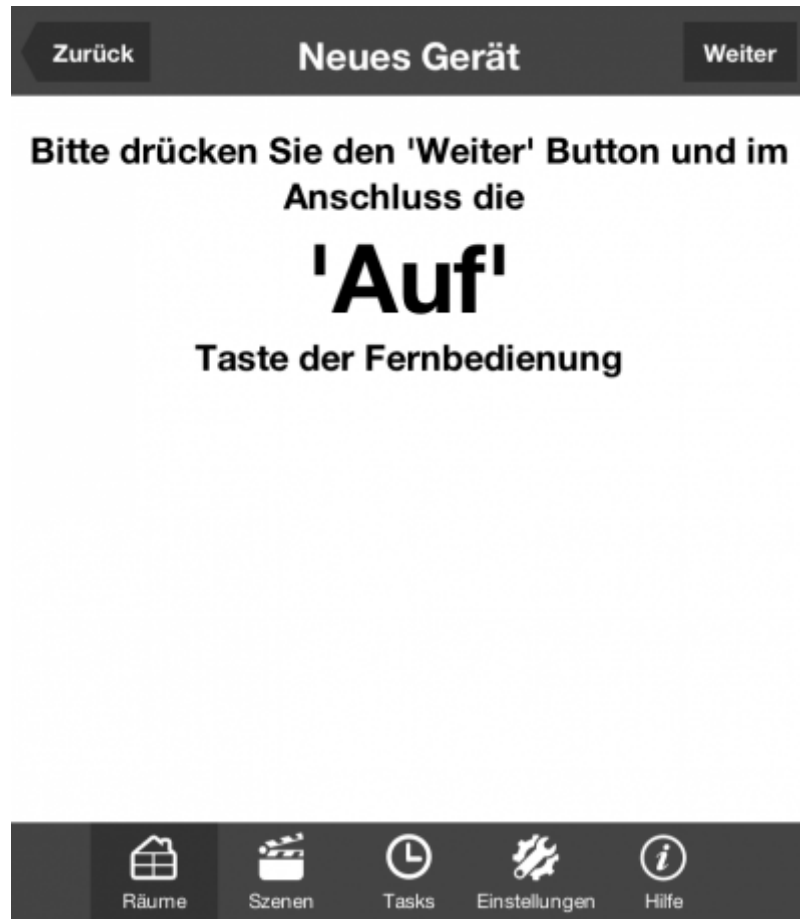 Zurück
Neues Gerät
Weiter
Bitte drücken Sie den 'Weiter' Button und im
Anschluss die
'Auf'
Taste der Fernbedienung
Räume
Szenen
Tasks
Einstellungen
Hilfe